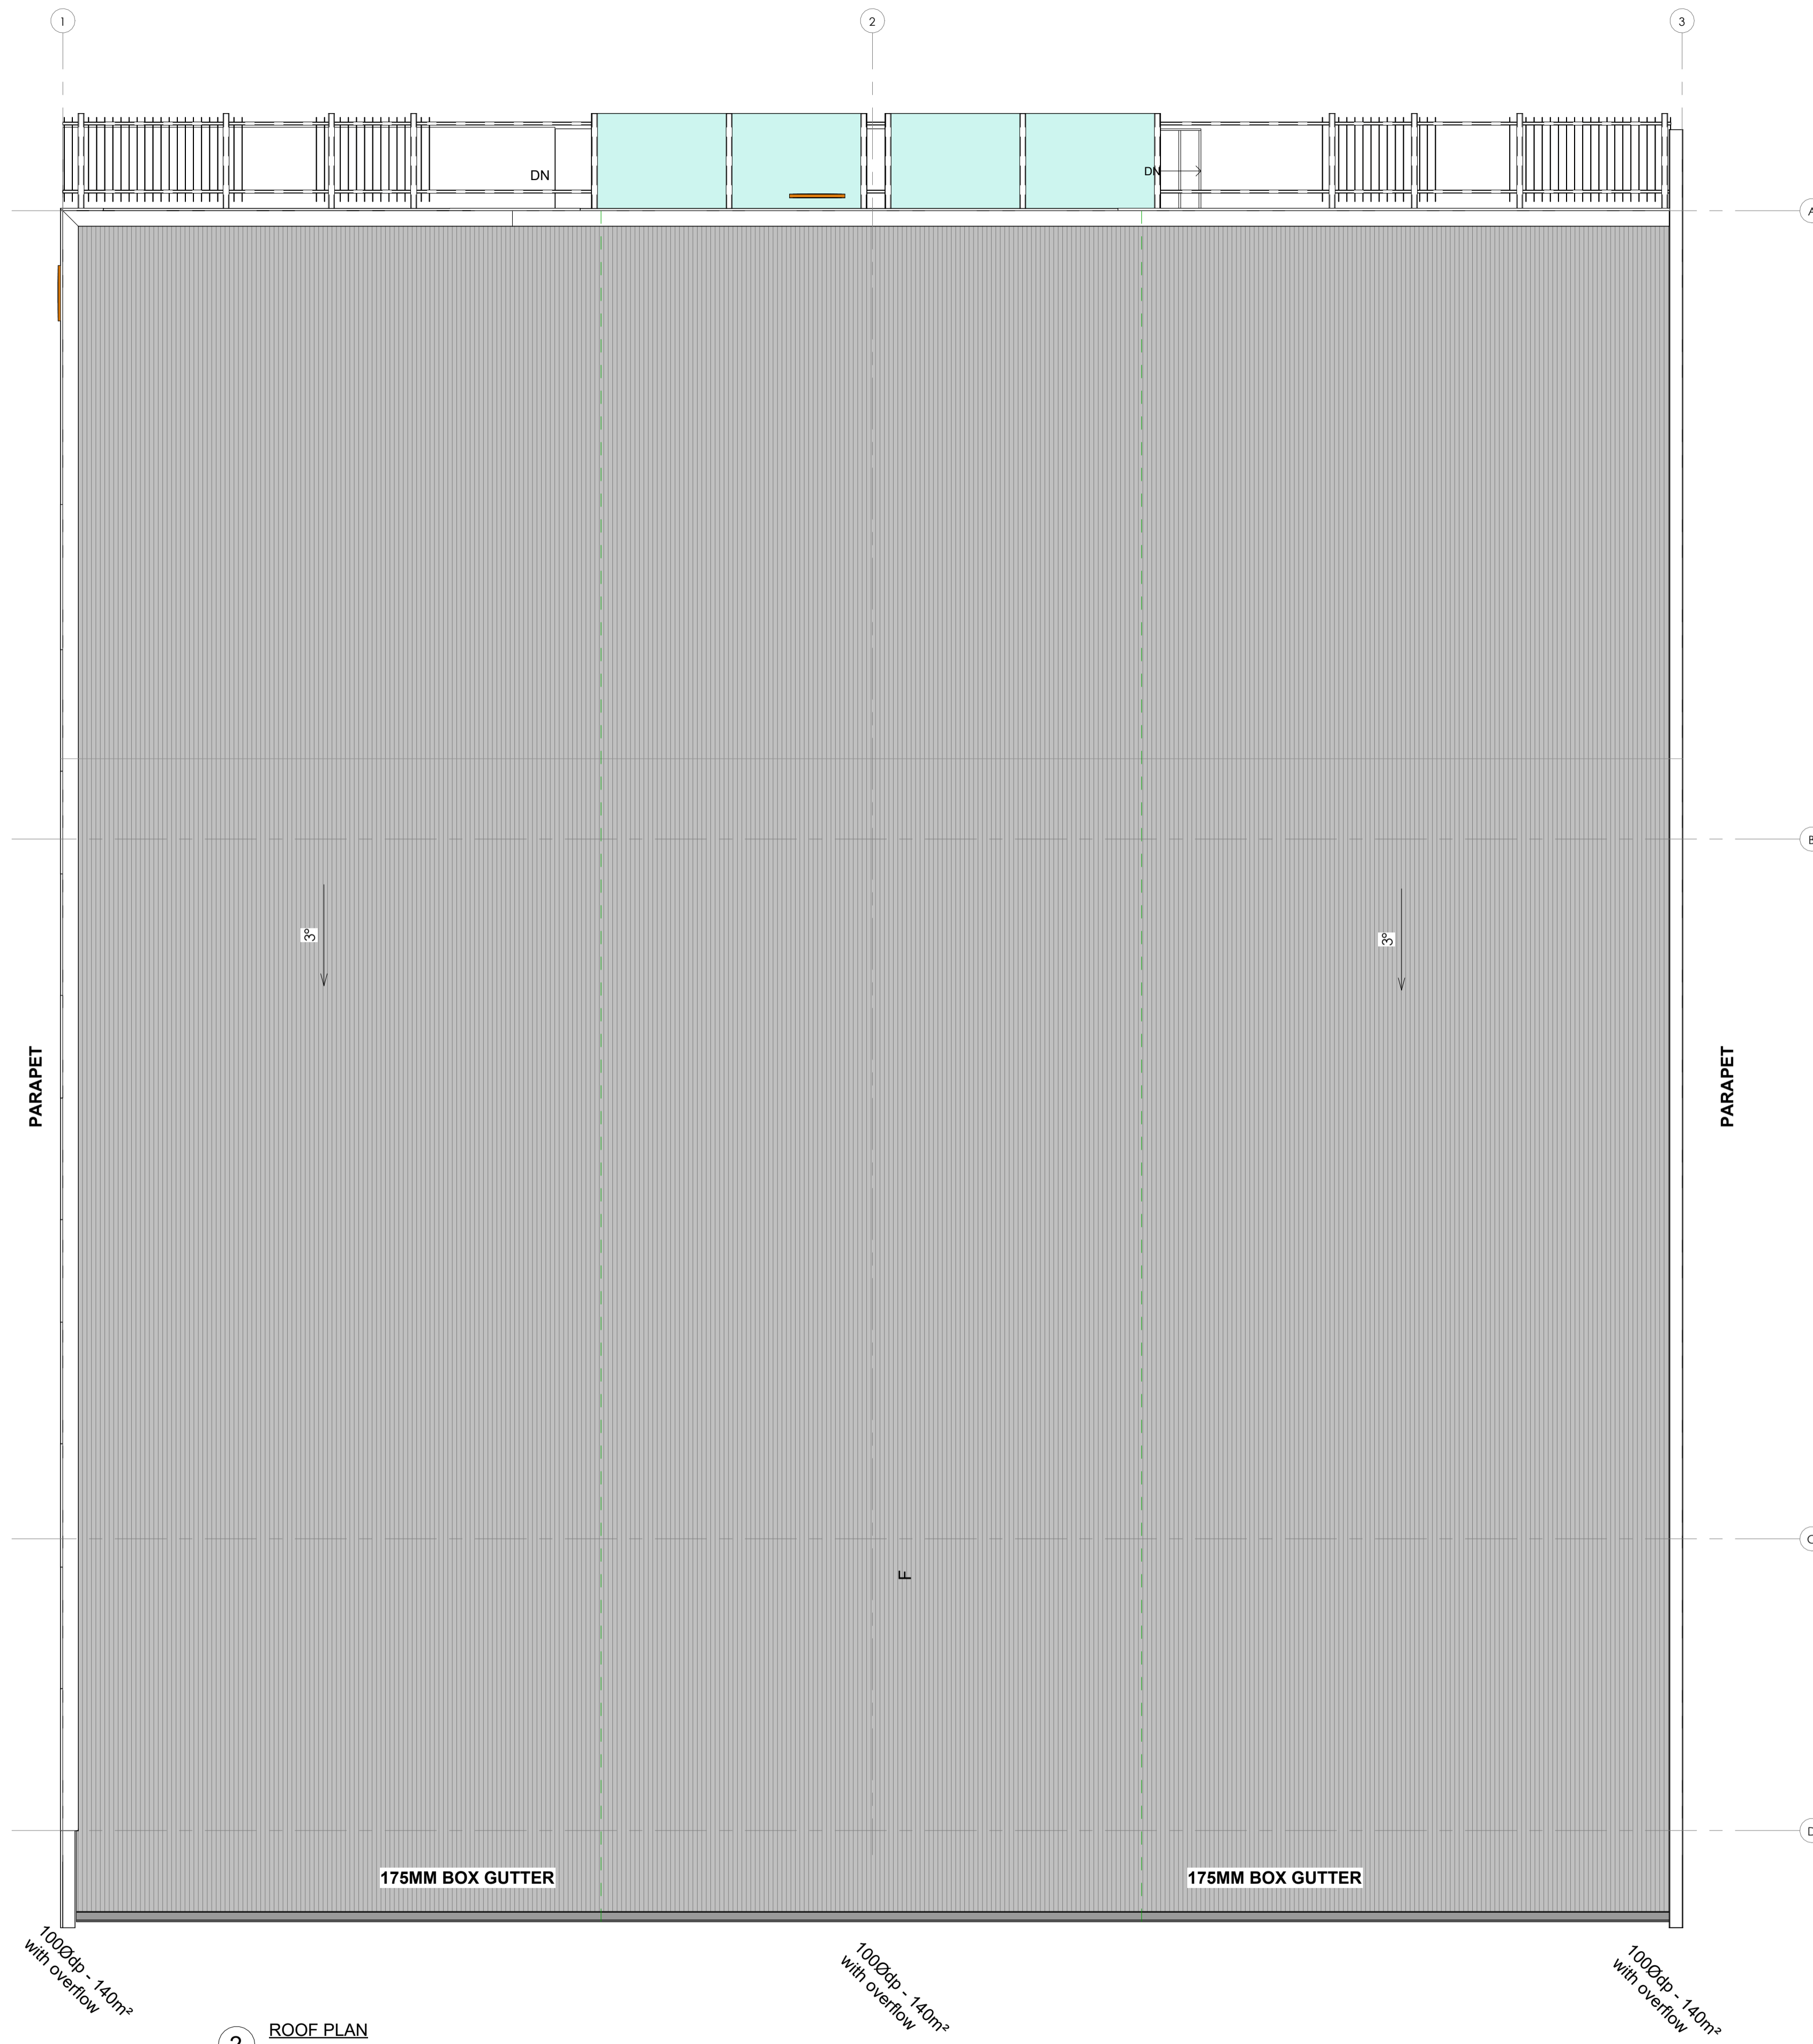 1
2
3
DN
DN
A
B
3°
3°
PARAPET
PARAPET
C
F
D
175MM BOX GUTTER
175MM BOX GUTTER
100Ødp - 140m²
with overflow
100Ødp - 140m²
with overflow
100Ødp - 140m²
with overflow
2
ROOF PLAN